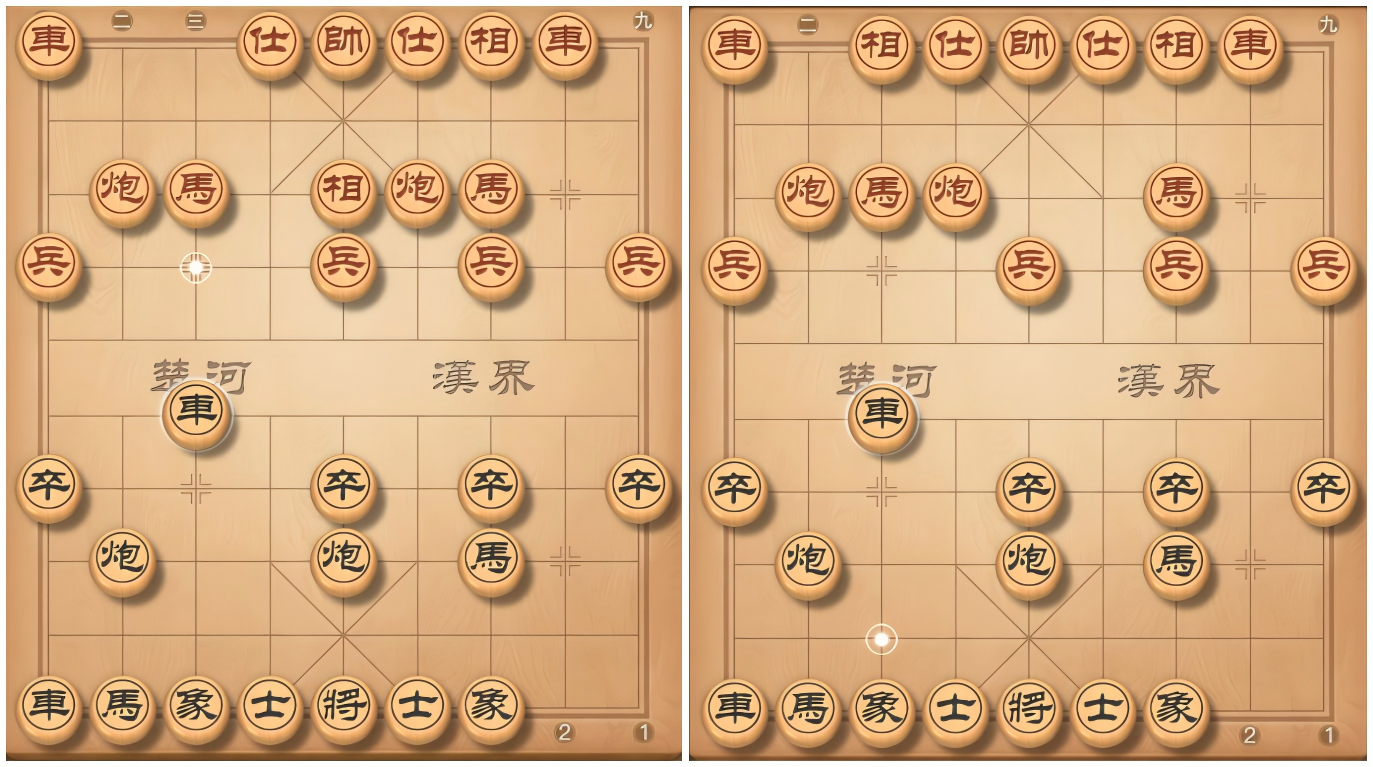 二 三 九
車 仕 帥 仕 相 車
炮 馬 相 炮 馬
兵 兵 兵 兵
楚河 漢界
車
卒 卒 卒 卒
炮 炮 馬
車 馬 象 士 將 士 象
2 1
二 九
車 相 仕 帥 仕 相 車
炮 馬 炮 馬
兵 兵 兵 兵
楚河 漢界
車
卒 卒 卒 卒
炮 炮 馬
車 馬 象 士 將 士 象
2 1